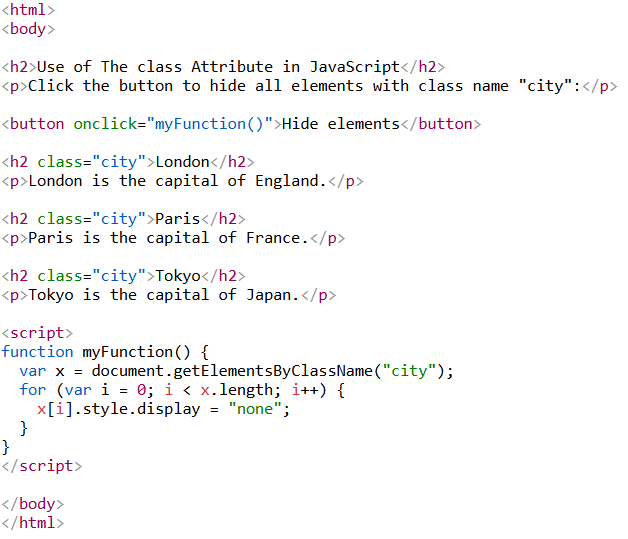 <html>
<body>
<h2>Use of The class Attribute in JavaScript</h2>
<p>Click the button to hide all elements with class name "city":</p>
<button onclick="myFunction()">Hide elements</button>
<h2 class="city">London</h2>
<p>London is the capital of England.</p>
<h2 class="city">Paris</h2>
<p>Paris is the capital of France.</p>
<h2 class="city">Tokyo</h2>
<p>Tokyo is the capital of Japan.</p>
<script>
function myFunction() {
  var x = document.getElementsByClassName("city");
  for (var i = 0; i < x.length; i++) {
    x[i].style.display = "none";
  }
}
</script>
</body>
</html>